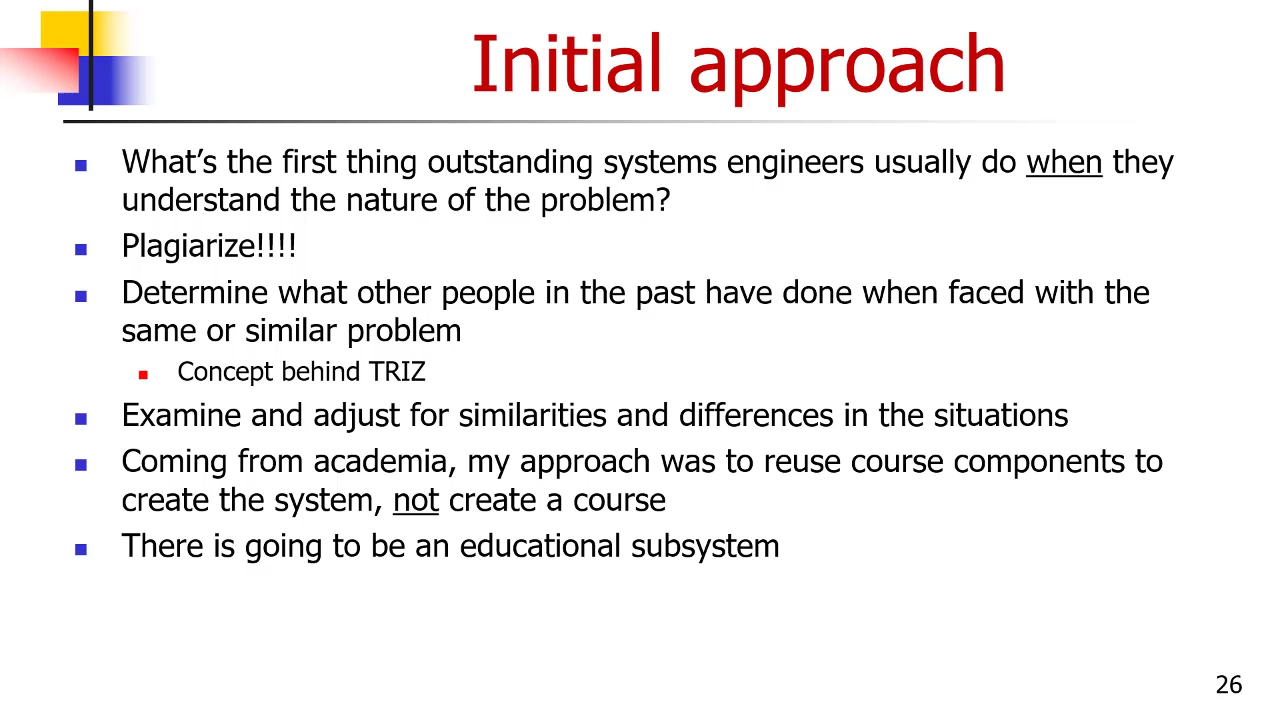 Initial approach
What’s the first thing outstanding systems engineers usually do when they
understand the nature of the problem?
Plagiarize!!!!
Determine what other people in the past have done when faced with the
same or similar problem
Concept behind TRIZ
Examine and adjust for similarities and differences in the situations
Coming from academia, my approach was to reuse course components to
create the system, not create a course
There is going to be an educational subsystem
26